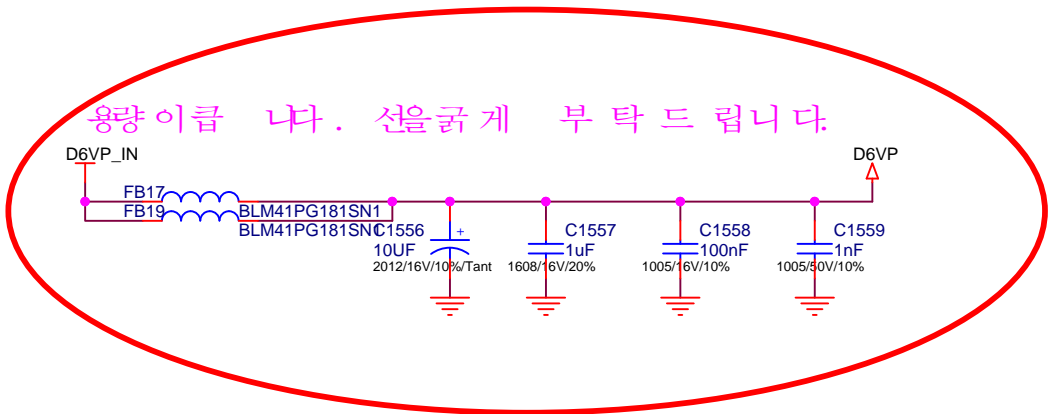 용량이큽니다. 선을굵게 부탁드립니다.
D6VP_IN
D6VP
FB17
FB19
BLM41PG181SN1
BLM41PG181SN1
C1556
10UF
2012/16V/10%/Tant
+
C1557
1uF
1608/16V/20%
C1558
100nF
1005/16V/10%
C1559
1nF
1005/50V/10%